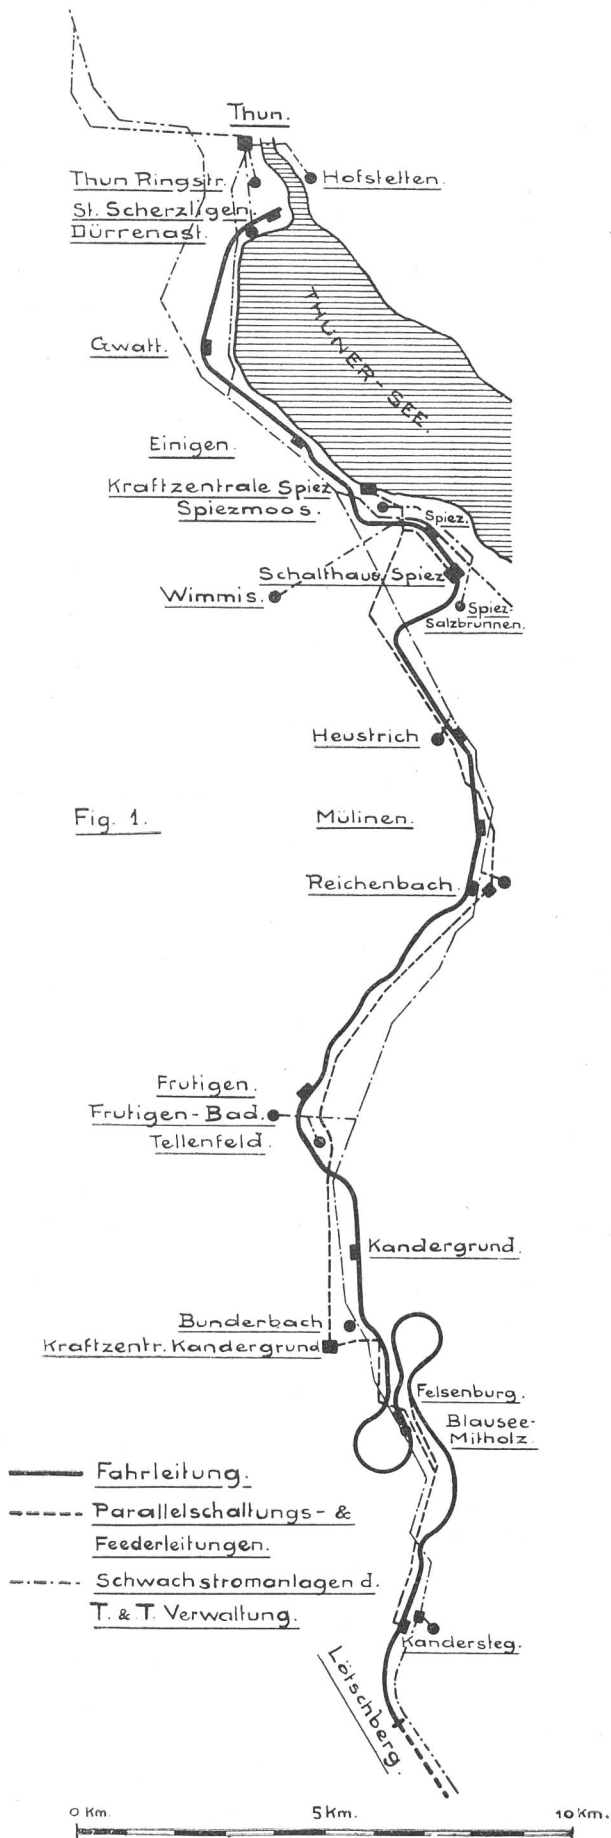 Thun.
Thun Ringstr.
Hofstetten.
St. Scherzligen.
Dürrenast.
THUNER-SEE.
Gwatt.
Einigen.
Kraftzentrale Spiez
Spiezmoos.
Spiez.
Schalthaus Spiez
Wimmis.
Spiez-
Salzbrunnen.
Heustrich
Fig. 1.
Mülinen.
Reichenbach.
Frutigen.
Frutigen-Bad.
Tellenfeld.
Kandergrund.
Bunderbach
Kraftzentr. Kandergrund
Felsenburg.
Blausee-
Mitholz.
Fahrleitung.
Parallelschaltungs- &
Feederleitungen.
Schwachstromanlagen d.
T. & T. Verwaltung.
Kandersteg.
Lötschberg.
0 Km. 5 Km. 10 Km.